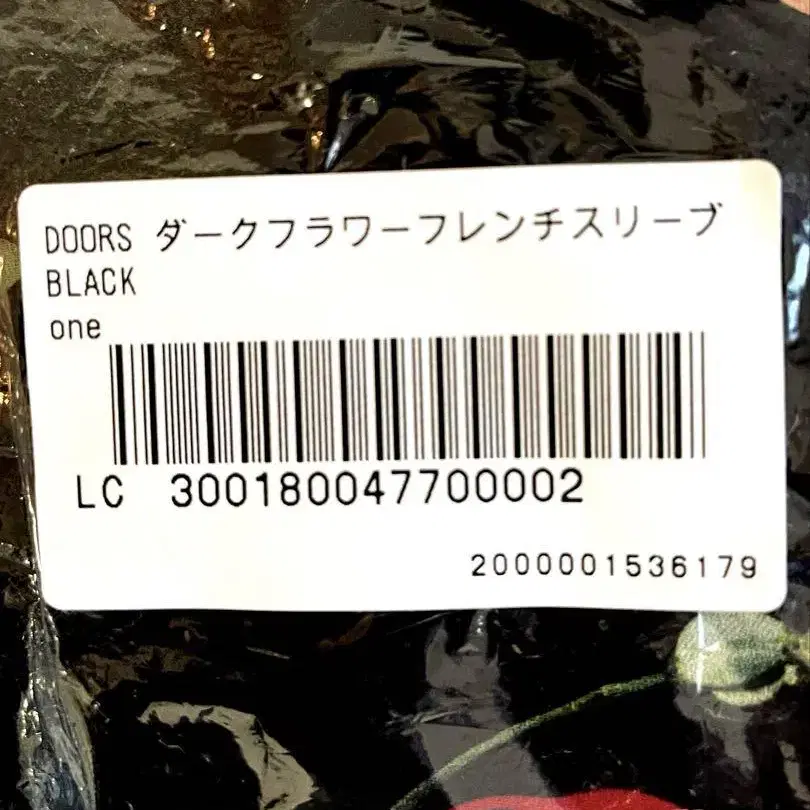 DOORS ダークフラワーフレンチスリーブ
BLACK
one
LC 300180047700002
2000001536179